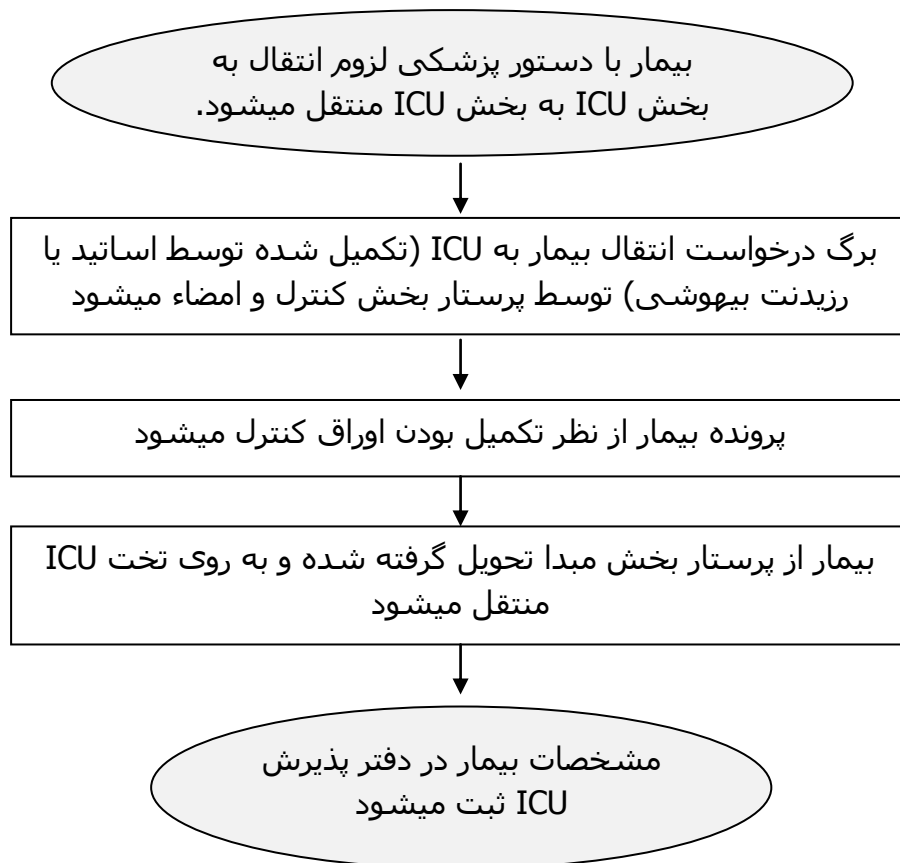 بیمار با دستور پزشکی لزوم انتقال به
بخش ICU به بخش ICU منتقل میشود.
برگ درخواست انتقال بیمار به ICU (تکمیل شده توسط اساتید یا
رزیدنت بیهوشی) توسط پرستار بخش کنترل و امضاء میشود
پرونده بیمار از نظر تکمیل بودن اوراق کنترل میشود
بیمار از پرستار بخش مبدا تحویل گرفته شده و به روی تخت ICU
منتقل میشود
مشخصات بیمار در دفتر پذیرش
ICU ثبت میشود